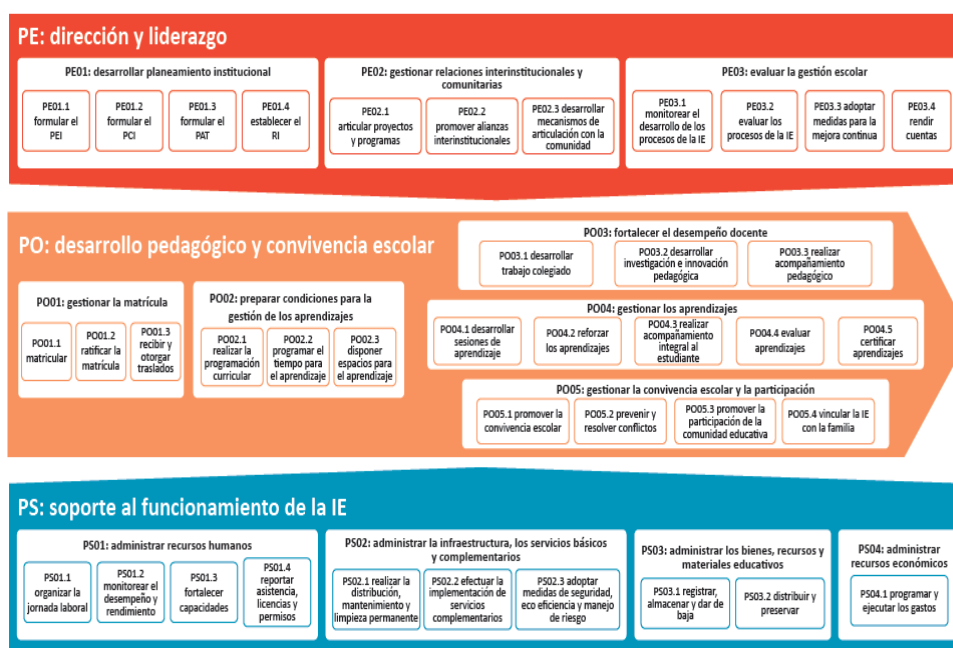 PE: dirección y liderazgo
PE01: desarrollar planeamiento institucional
PE01.1
formular el
PEI
PE01.2
formular el
PCI
PE01.3
formular el
PAT
PE01.4
establecer el
RI
PE02: gestionar relaciones interinstitucionales y
comunitarias
PE02.1
articular proyectos
y programas
PE02.2
promover alianzas
interinstitucionales
PE02.3 desarrollar
mecanismos de
articulación con la
comunidad
PE03: evaluar la gestión escolar
PE03.1
monitorear el
desarrollo de los
procesos de la IE
PE03.2
evaluar los
procesos de la IE
PE03.3 adoptar
medidas para la
mejora continua
PE03.4
rendir
cuentas
PO: desarrollo pedagógico y convivencia escolar
PO01: gestionar la matrícula
PO01.1
matricular
PO01.2
ratificar la
matrícula
PO01.3
recibir y
otorgar
traslados
PO02: preparar condiciones para la
gestión de los aprendizajes
PO02.1
realizar la
programación
curricular
PO02.2
programar el
tiempo para
el aprendizaje
PO02.3
disponer
espacios para
el aprendizaje
PO03: fortalecer el desempeño docente
PO03.1 desarrollar
trabajo colegiado
PO03.2 desarrollar
investigación e innovación
pedagógica
PO03.3 realizar
acompañamiento
pedagógico
PO04: gestionar los aprendizajes
PO04.1 desarrollar
sesiones de
aprendizaje
PO04.2 reforzar
los aprendizajes
PO04.3 realizar
acompañamiento
integral al
estudiante
PO04.4 evaluar
aprendizajes
PO04.5
certificar
aprendizajes
PO05: gestionar la convivencia escolar y la participación
PO05.1 promover la
convivencia escolar
PO05.2 prevenir y
resolver conflictos
PO05.3 promover la
participación de la
comunidad educativa
PO05.4 vincular la IE
con la familia
PS: soporte al funcionamiento de la IE
PS01: administrar recursos humanos
PS01.1
organizar la
jornada laboral
PS01.2
monitorear el
desempeño y
rendimiento
PS01.3
fortalecer
capacidades
PS01.4
reportar
asistencia,
licencias y
permisos
PS02: administrar la infraestructura, los servicios básicos
y complementarios
PS02.1 realizar la
distribución,
mantenimiento y
limpieza permanente
PS02.2 efectuar la
implementación de
servicios
complementarios
PS02.3 adoptar
medidas de seguridad,
eco eficiencia y manejo
de riesgo
PS03: administrar los bienes, recursos y
materiales educativos
PS03.1 registrar,
almacenar y dar de
baja
PS03.2 distribuir y
preservar
PS04: administrar
recursos económicos
PS04.1 programar y
ejecutar los gastos